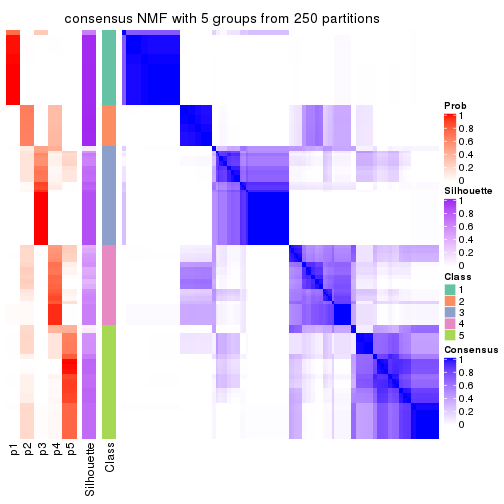 consensus NMF with 5 groups from 250 partitions
Prob
1
0.8
0.6
0.4
0.2
0
Silhouette
1
0.8
0.6
0.4
0.2
0
Class
1
2
3
4
5
Consensus
1
0.8
0.6
0.4
0.2
0
p1
p2
p3
p4
p5
Silhouette
Class